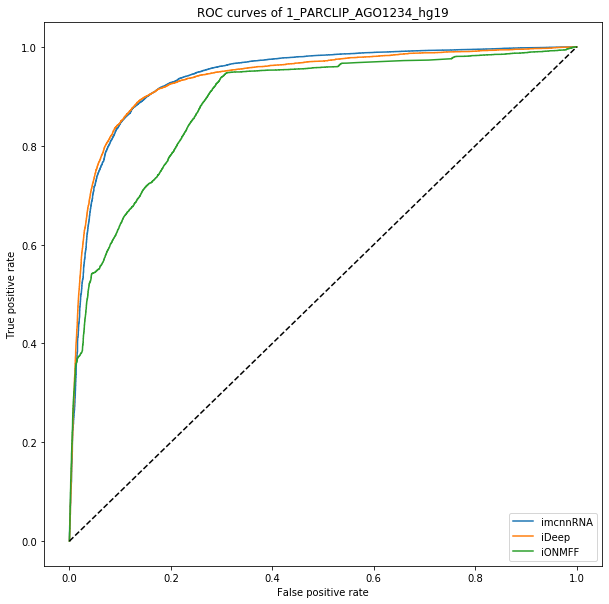 ROC curves of 1_PARCLIP_AGO1234_hg19
1.0
0.8
0.6
0.4
0.2
0.0
True positive rate
0.0 0.2 0.4 0.6 0.8 1.0
False positive rate
imcnnRNA
iDeep
iONMFF